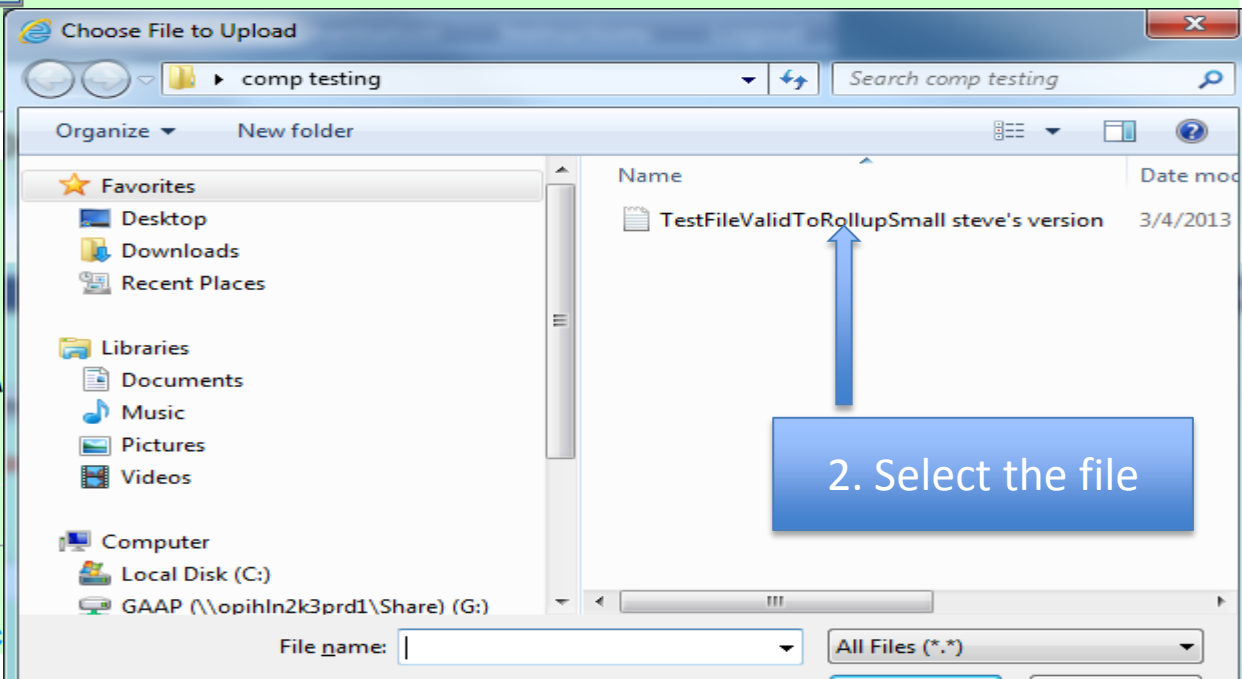 Choose File to Upload
comp testing
Search comp testing
Organize
New folder
Favorites
Desktop
Downloads
Recent Places
Libraries
Documents
Music
Pictures
Videos
Computer
Local Disk (C:)
GAAP (\\opihln2k3prd1\Share) (G:)
Name
Date mod
TestFileValidToRollupSmall steve's version
3/4/2013
2. Select the file
File name:
All Files (*.*)